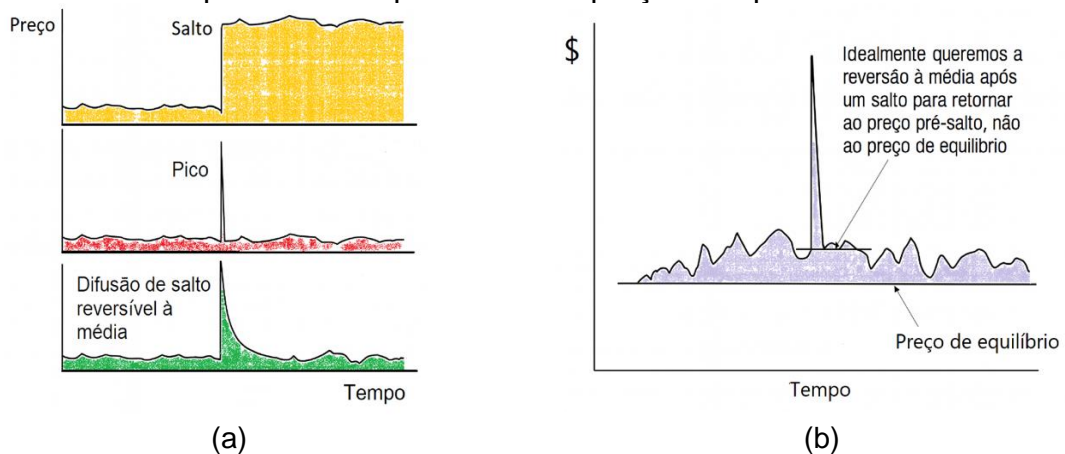 Preço
Salto
Pico
Difusão de salto
reversível à
média
Tempo
(a)
$
Idealmente queremos a
reversão à média após
um salto para retornar
ao preço pré-salto, não
ao preço de equilibrio
Preço de equilíbrio
Tempo
(b)